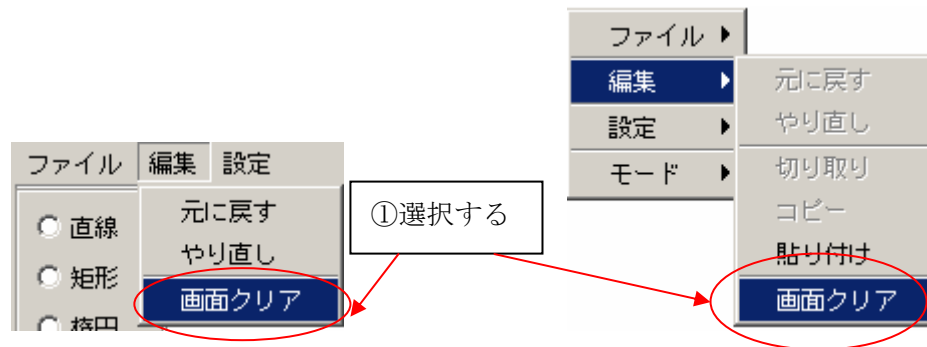 ファイル 編集 設定
直線
矩形
楕円
元に戻す
やり直し
画面クリア
①選択する
ファイル
編集
設定
モード
元に戻す
やり直し
切り取り
コピー
貼り付け
画面クリア